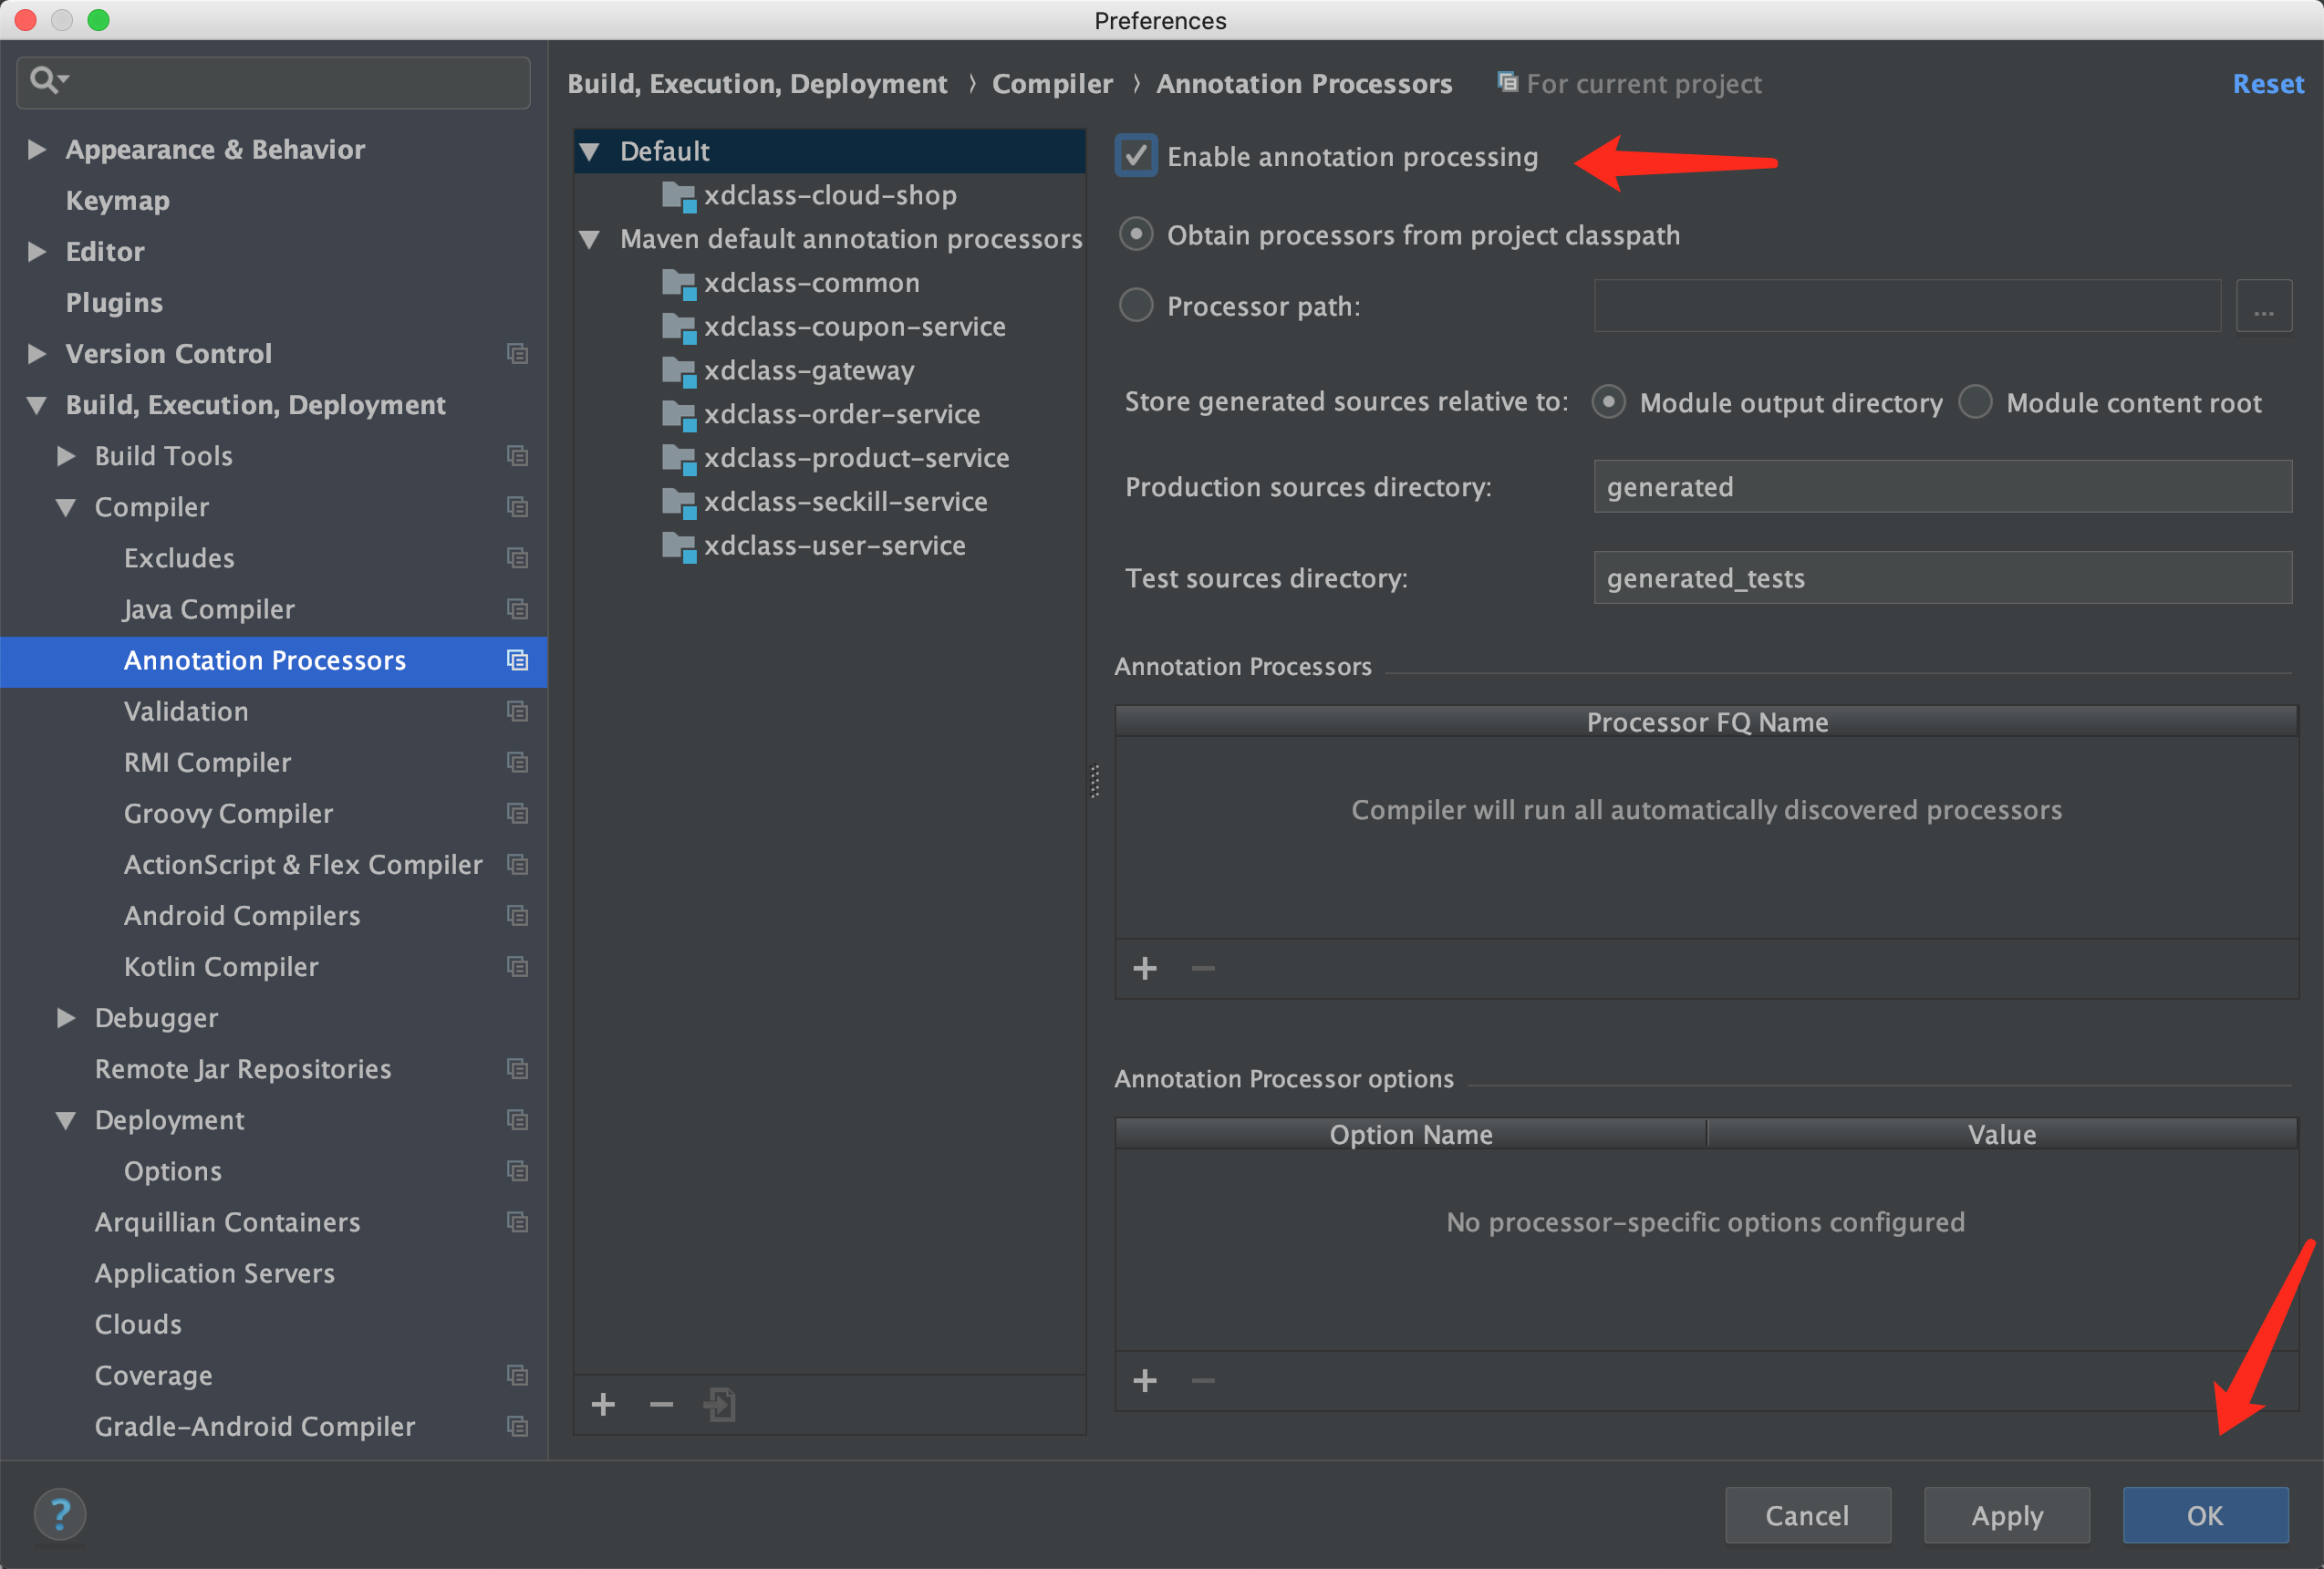 Preferences
Appearance & Behavior
Keymap
Editor
Plugins
Version Control
Build, Execution, Deployment
Build Tools
Compiler
Excludes
Java Compiler
Annotation Processors
Validation
RMI Compiler
Groovy Compiler
ActionScript & Flex Compiler
Android Compilers
Kotlin Compiler
Debugger
Remote Jar Repositories
Deployment
Options
Arquillian Containers
Application Servers
Clouds
Coverage
Gradle-Android Compiler
Build, Execution, Deployment › Compiler › Annotation Processors For current project Reset
Default
xdclass-cloud-shop
Maven default annotation processors
xdclass-common
xdclass-coupon-service
xdclass-gateway
xdclass-order-service
xdclass-product-service
xdclass-seckill-service
xdclass-user-service
Enable annotation processing
Obtain processors from project classpath
Processor path: ...
Store generated sources relative to: Module output directory Module content root
Production sources directory: generated
Test sources directory: generated_tests
Annotation Processors
Processor FQ Name
Compiler will run all automatically discovered processors
Annotation Processor options
Option Name Value
No processor-specific options configured
? Cancel Apply OK